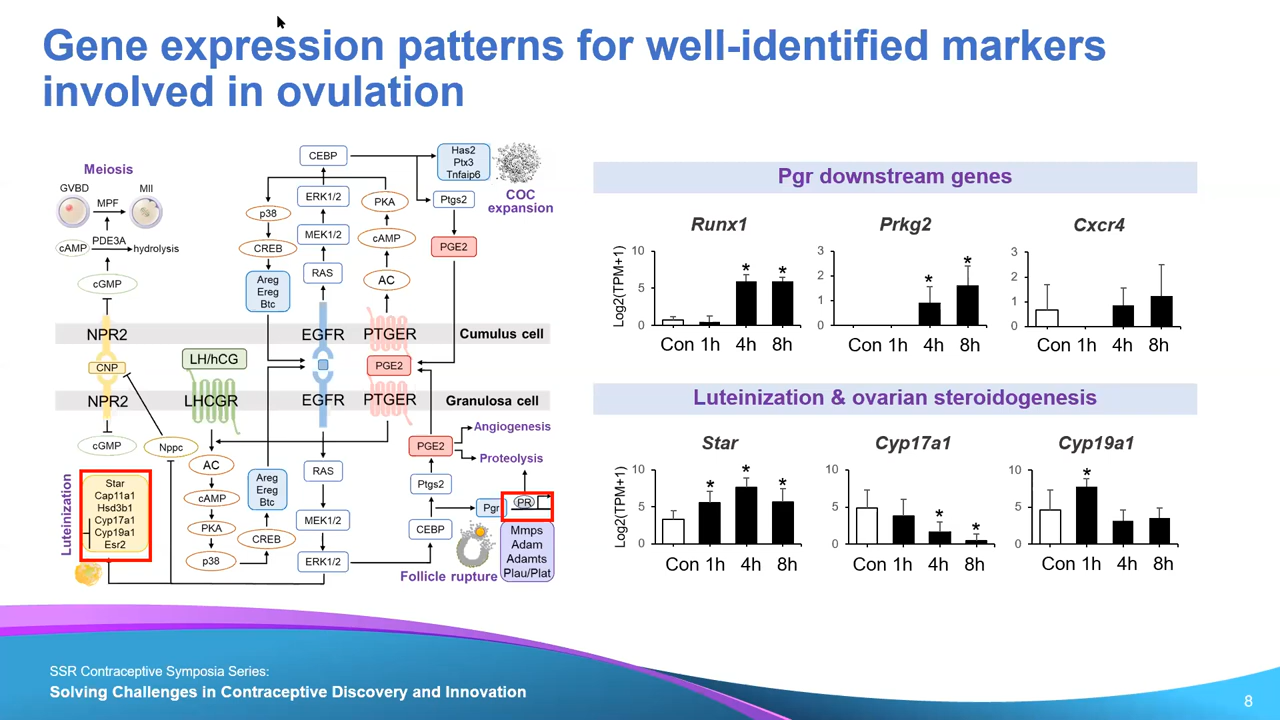 Gene expression patterns for well-identified markers
involved in ovulation
Meiosis
GVBD
MII
MPF
cAMP
PDE3A
hydrolysis
cGMP
NPR2
CNP
NPR2
cGMP
Nppc
Luteinization
Star
Cap11a1
Hsd3b1
Cyp17a1
Cyp19a1
Esr2
LH/hCG
LHCGR
AC
cAMP
PKA
p38
CREB
Areg
Ereg
Btc
CEBP
ERK1/2
MEK1/2
RAS
p38
CREB
Areg
Ereg
Btc
PKA
cAMP
AC
EGFR
PTGER
Cumulus cell
PGE2
EGFR
PTGER
Granulosa cell
RAS
MEK1/2
ERK1/2
Has2
Ptx3
Tnfaip6
COC
expansion
Ptgs2
PGE2
Angiogenesis
PGE2
Proteolysis
Ptgs2
CEBP
Pgr
PR
Mmps
Adam
Adamts
Plau/Plat
Follicle rupture
Pgr downstream genes
Runx1
Log2(TPM+1)
10
5
0
* *
Con 1h 4h 8h
Prkg2
3
2
1
0
* *
Con 1h 4h 8h
Cxcr4
3
2
1
0
Con 1h 4h 8h
Luteinization & ovarian steroidogenesis
Star
Log2(TPM+1)
10
5
0
* * *
Con 1h 4h 8h
Cyp17a1
10
5
0
* *
Con 1h 4h 8h
Cyp19a1
10
5
0
*
Con 1h 4h 8h
SSR Contraceptive Symposia Series:
Solving Challenges in Contraceptive Discovery and Innovation
8